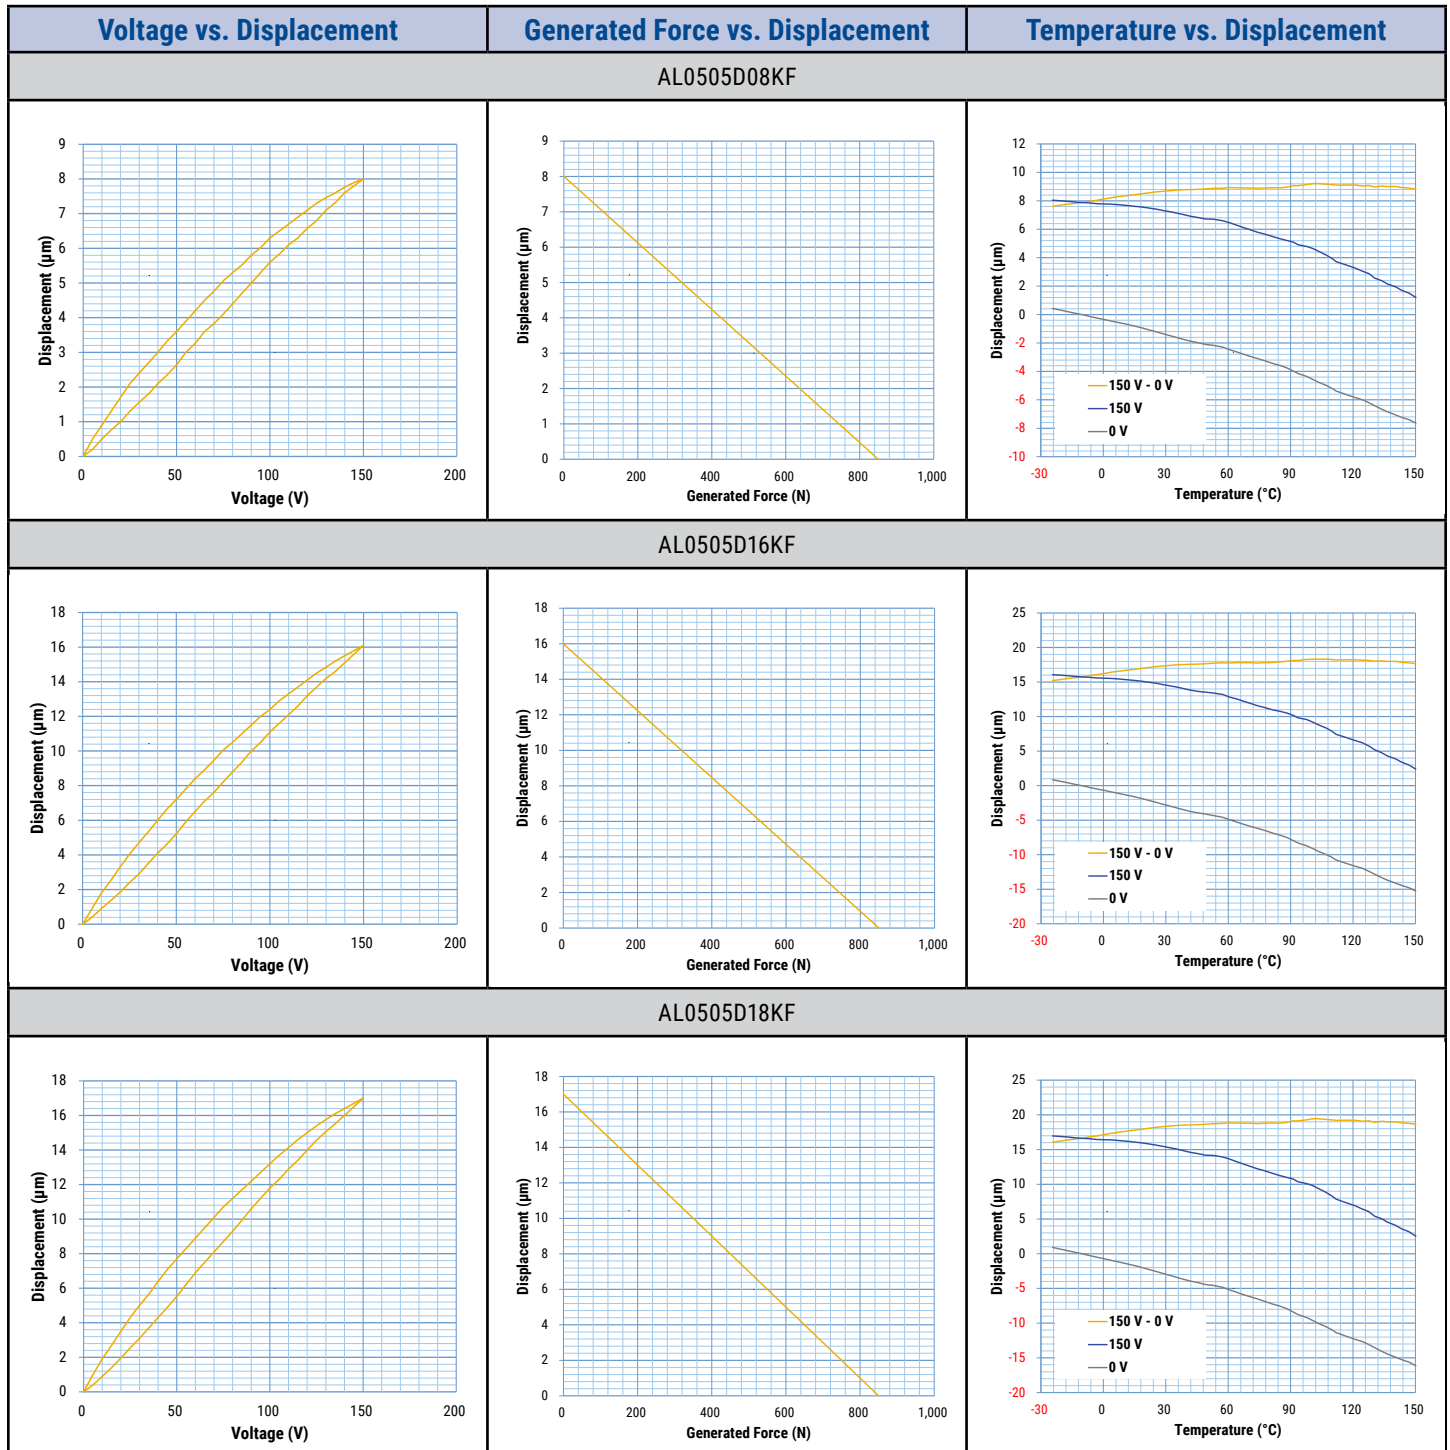 Voltage vs. Displacement
Generated Force vs. Displacement
Temperature vs. Displacement
AL0505D08KF
9
8
7
6
5
4
3
2
1
0
0 50 100 150 200
Displacement (µm)
Voltage (V)
9
8
7
6
5
4
3
2
1
0
0 200 400 600 800 1,000
Displacement (µm)
Generated Force (N)
12
10
8
6
4
2
0
-2
-4
-6
-8
-10
-30 0 30 60 90 120 150
Displacement (µm)
Temperature (°C)
150 V - 0 V
150 V
0 V
AL0505D16KF
18
16
14
12
10
8
6
4
2
0
0 50 100 150 200
Displacement (µm)
Voltage (V)
18
16
14
12
10
8
6
4
2
0
0 200 400 600 800 1,000
Displacement (µm)
Generated Force (N)
25
20
15
10
5
0
-5
-10
-15
-20
-30 0 30 60 90 120 150
Displacement (µm)
Temperature (°C)
150 V - 0 V
150 V
0 V
AL0505D18KF
18
16
14
12
10
8
6
4
2
0
0 50 100 150 200
Displacement (µm)
Voltage (V)
18
16
14
12
10
8
6
4
2
0
0 200 400 600 800 1,000
Displacement (µm)
Generated Force (N)
25
20
15
10
5
0
-5
-10
-15
-20
-30 0 30 60 90 120 150
Displacement (µm)
Temperature (°C)
150 V - 0 V
150 V
0 V